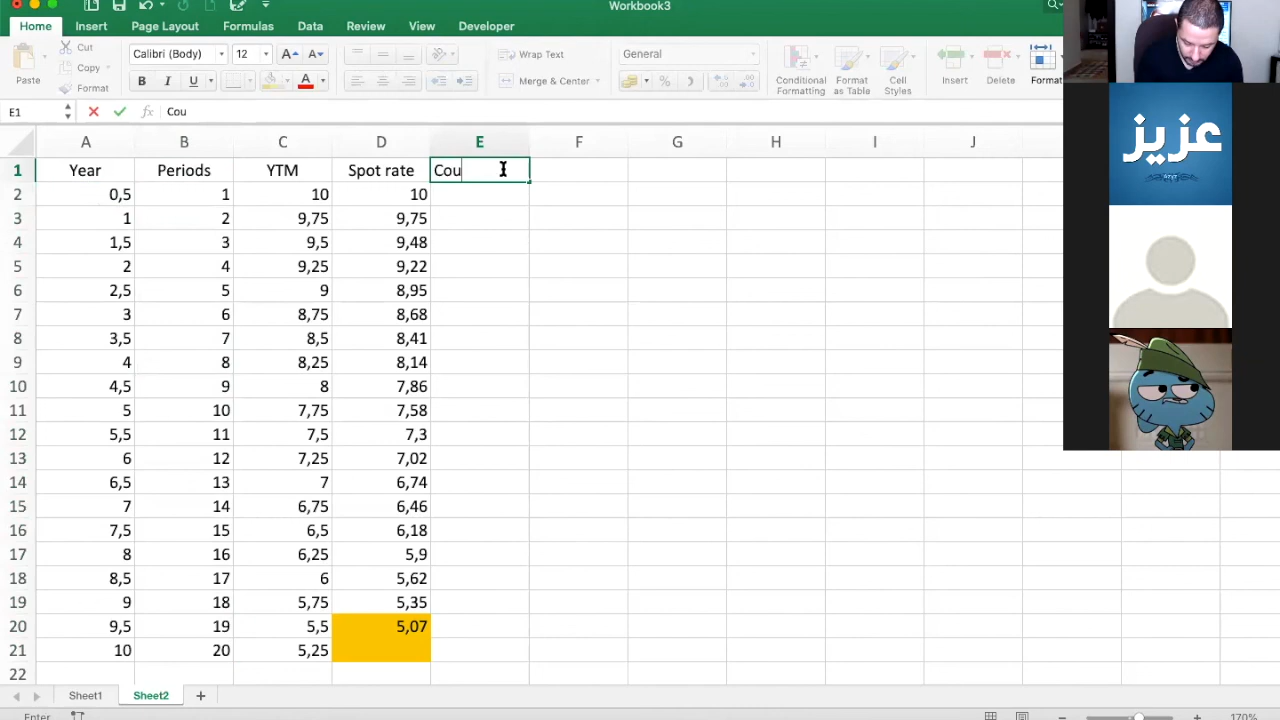 Workbook3
Home Insert Page Layout Formulas Data Review View Developer
Paste
Cut
Copy
Format
Calibri (Body) 12
A A
B I U A
Wrap Text
Merge & Center
General
%
Conditional Formatting
Format as Table
Cell Styles
Insert
Delete
Format
E1 fx Cou
A B C D E F G H I J
1 Year Periods YTM Spot rate Cou
2 0,5 1 10 10
3 1 2 9,75 9,75
4 1,5 3 9,5 9,48
5 2 4 9,25 9,22
6 2,5 5 9 8,95
7 3 6 8,75 8,68
8 3,5 7 8,5 8,41
9 4 8 8,25 8,14
10 4,5 9 8 7,86
11 5 10 7,75 7,58
12 5,5 11 7,5 7,3
13 6 12 7,25 7,02
14 6,5 13 7 6,74
15 7 14 6,75 6,46
16 7,5 15 6,5 6,18
17 8 16 6,25 5,9
18 8,5 17 6 5,62
19 9 18 5,75 5,35
20 9,5 19 5,5 5,07
21 10 20 5,25
22
Sheet1 Sheet2 +
Enter 170%
عزيز